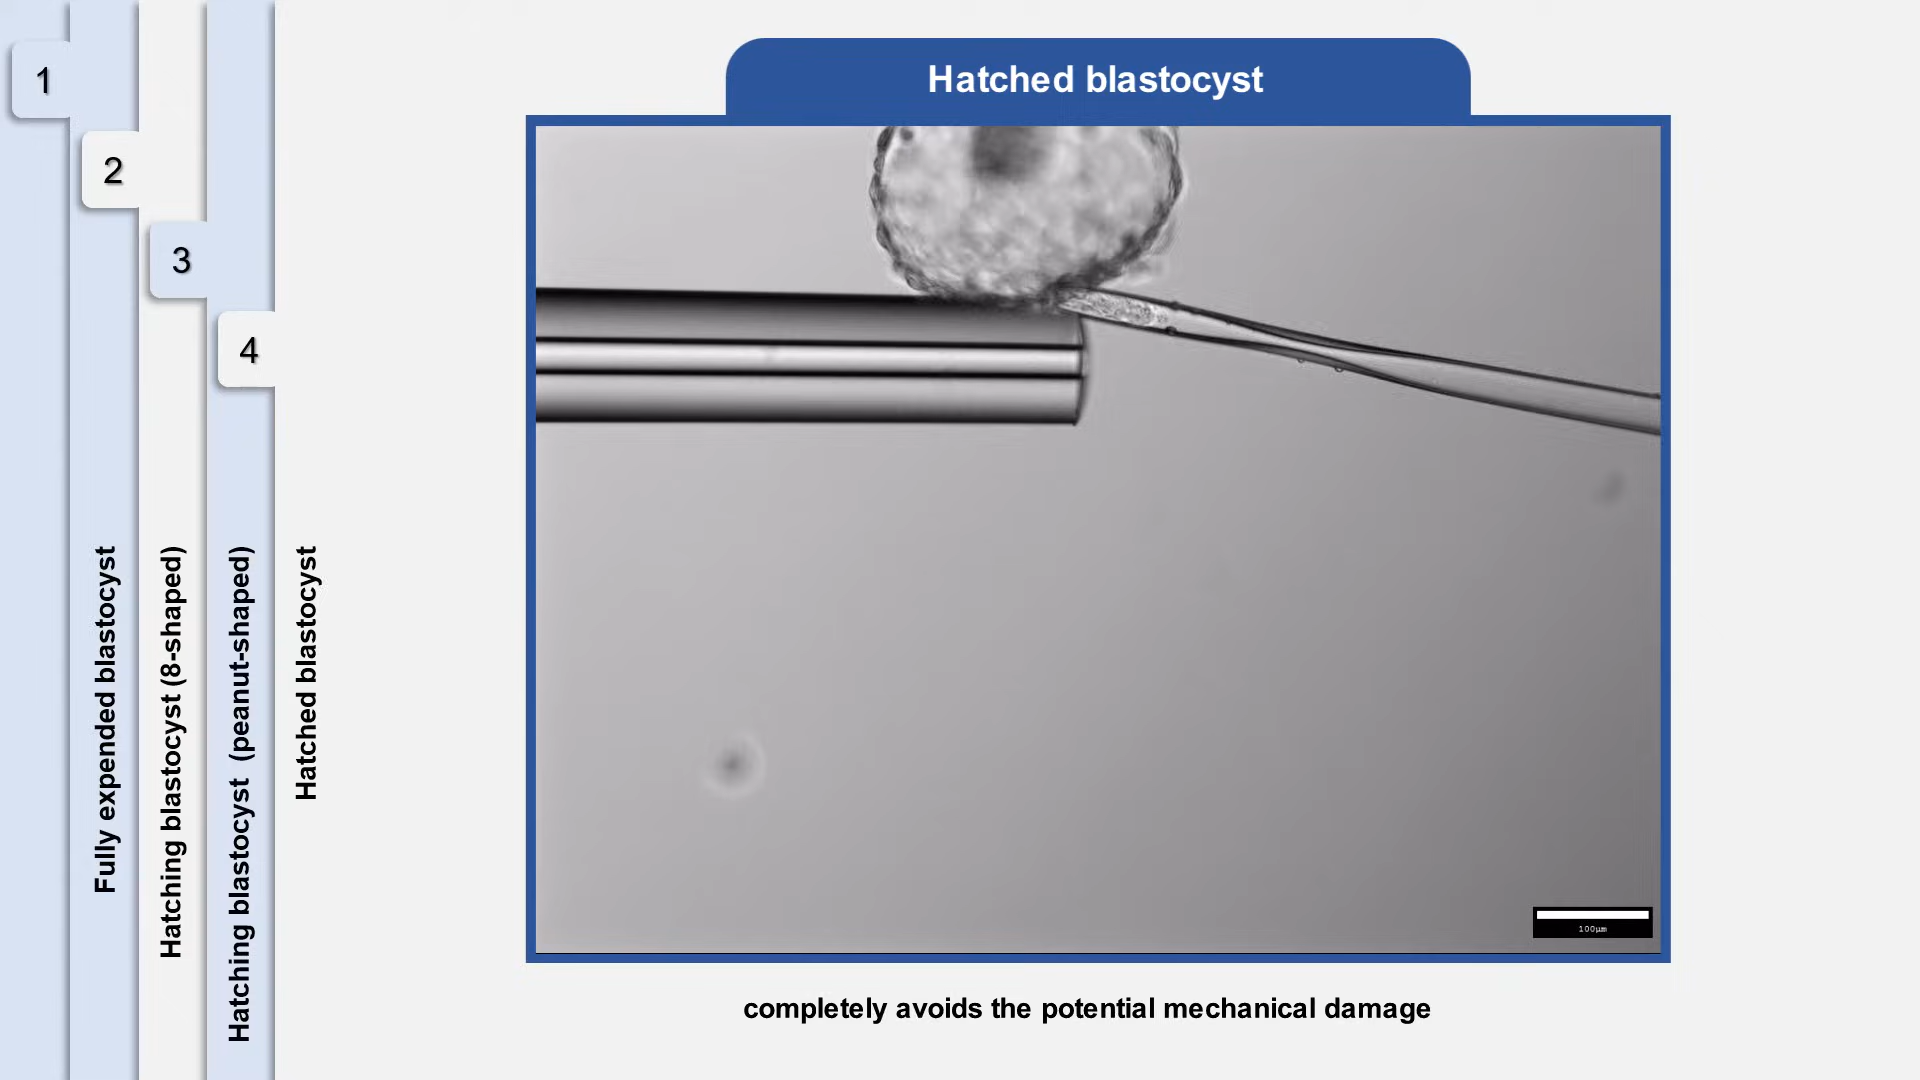 1
2
3
4
Fully expended blastocyst
Hatching blastocyst (8-shaped)
Hatching blastocyst (peanut-shaped)
Hatched blastocyst
Hatched blastocyst
100µm
completely avoids the potential mechanical damage